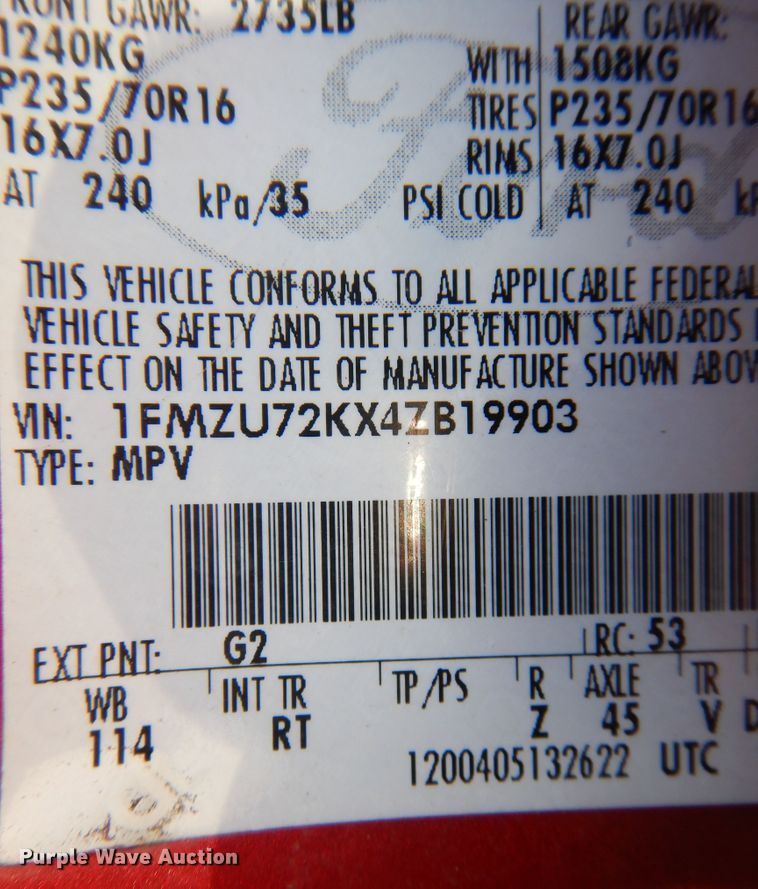 FRONT GAWR: 2735LB REAR GAWR:
1240KG WITH 1508KG
P235/70R16 TIRES P235/70R16
16X7.0J RIMS 16X7.0J
AT 240 kPa/35 PSI COLD AT 240
Ford
THIS VEHICLE CONFORMS TO ALL APPLICABLE FEDERAL
VEHICLE SAFETY AND THEFT PREVENTION STANDARDS
EFFECT ON THE DATE OF MANUFACTURE SHOWN ABOV
VIN: 1FMZU72KX4ZB19903
TYPE: MPV
EXT PNT: G2 RC: 53
WB INT TR TP/PS R AXLE TR
114 RT Z 45 V D
1200405132622 UTC
Purple Wave Auction